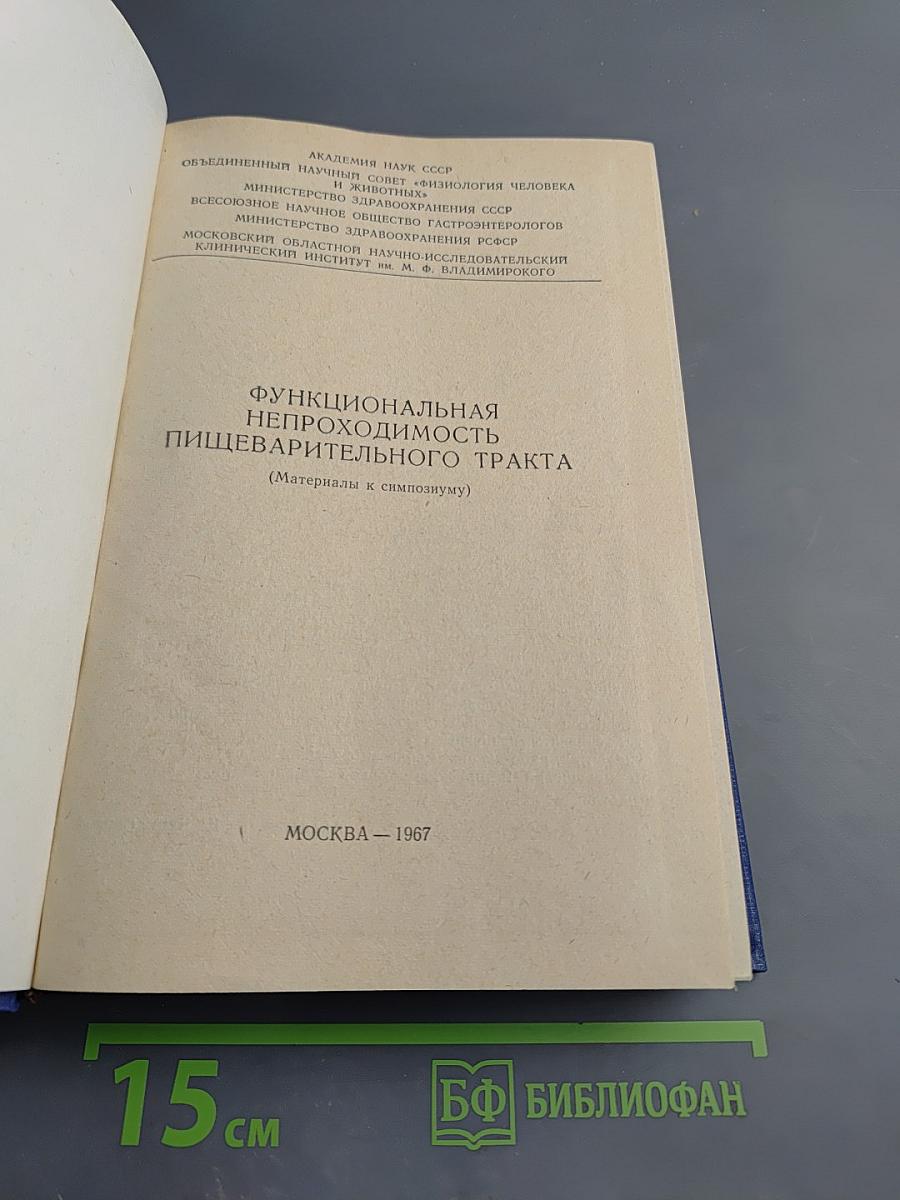 АКАДЕМИЯ НАУК СССР
ОБЪЕДИНЕННЫЙ НАУЧНЫЙ СОВЕТ «ФИЗИОЛОГИЯ ЧЕЛОВЕКА
И ЖИВОТНЫХ»
МИНИСТЕРСТВО ЗДРАВООХРАНЕНИЯ СССР
ВСЕСОЮЗНОЕ НАУЧНОЕ ОБЩЕСТВО ГАСТРОЭНТЕРОЛОГОВ
МИНИСТЕРСТВО ЗДРАВООХРАНЕНИЯ РСФСР
МОСКОВСКИЙ ОБЛАСТНОЙ НАУЧНО-ИССЛЕДОВАТЕЛЬСКИЙ
КЛИНИЧЕСКИЙ ИНСТИТУТ им. М. Ф. ВЛАДИМИРОКОГО
ФУНКЦИОНАЛЬНАЯ
НЕПРОХОДИМОСТЬ
ПИЩЕВАРИТЕЛЬНОГО ТРАКТА
(Материалы к симпозиуму)
МОСКВА — 1967
15 см
БФ БИБЛИОФАН